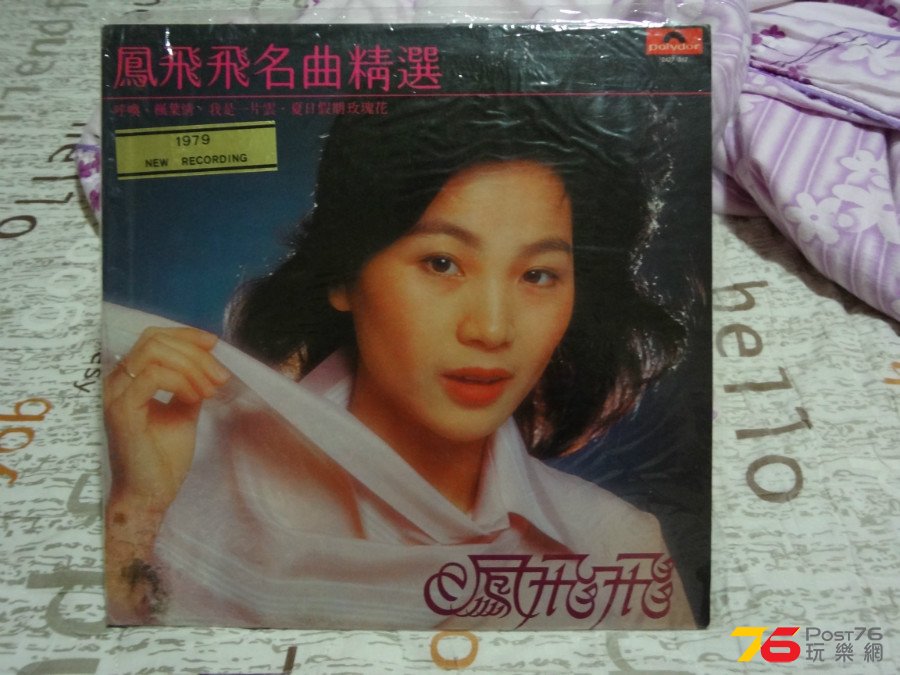 鳳飛飛名曲精選
polydor
呼喚、楓葉情、我是一片雲、夏日假期玫瑰花
1979
NEW RECORDING
鳳飛飛
hello
Post76
玩樂網